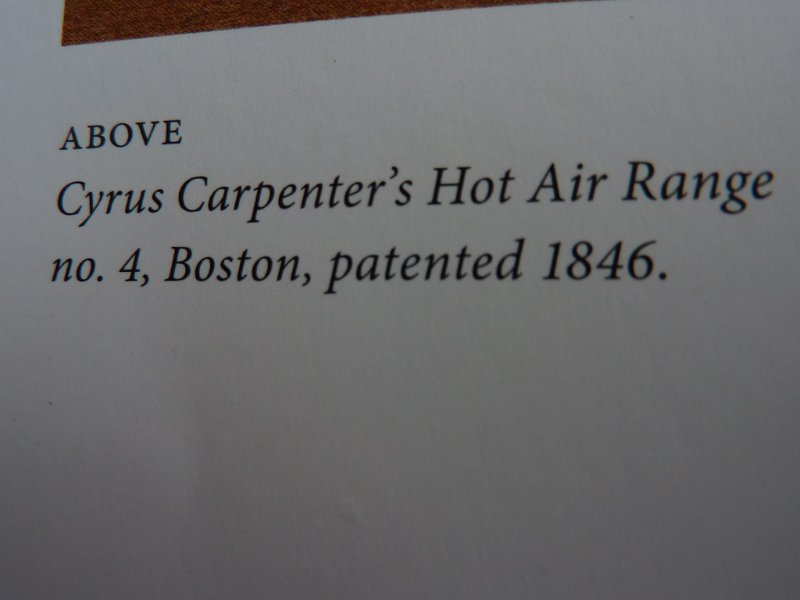 ABOVE
Cyrus Carpenter’s Hot Air Range
no. 4, Boston, patented 1846.